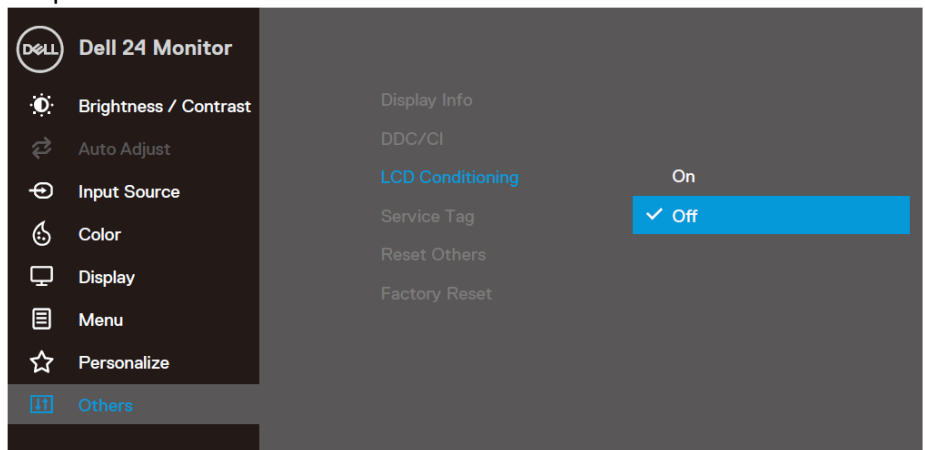 DELL
Dell 24 Monitor
Brightness / Contrast
Auto Adjust
Input Source
Color
Display
Menu
Personalize
Others
Display Info
DDC/CI
LCD Conditioning
Service Tag
Reset Others
Factory Reset
On
Off